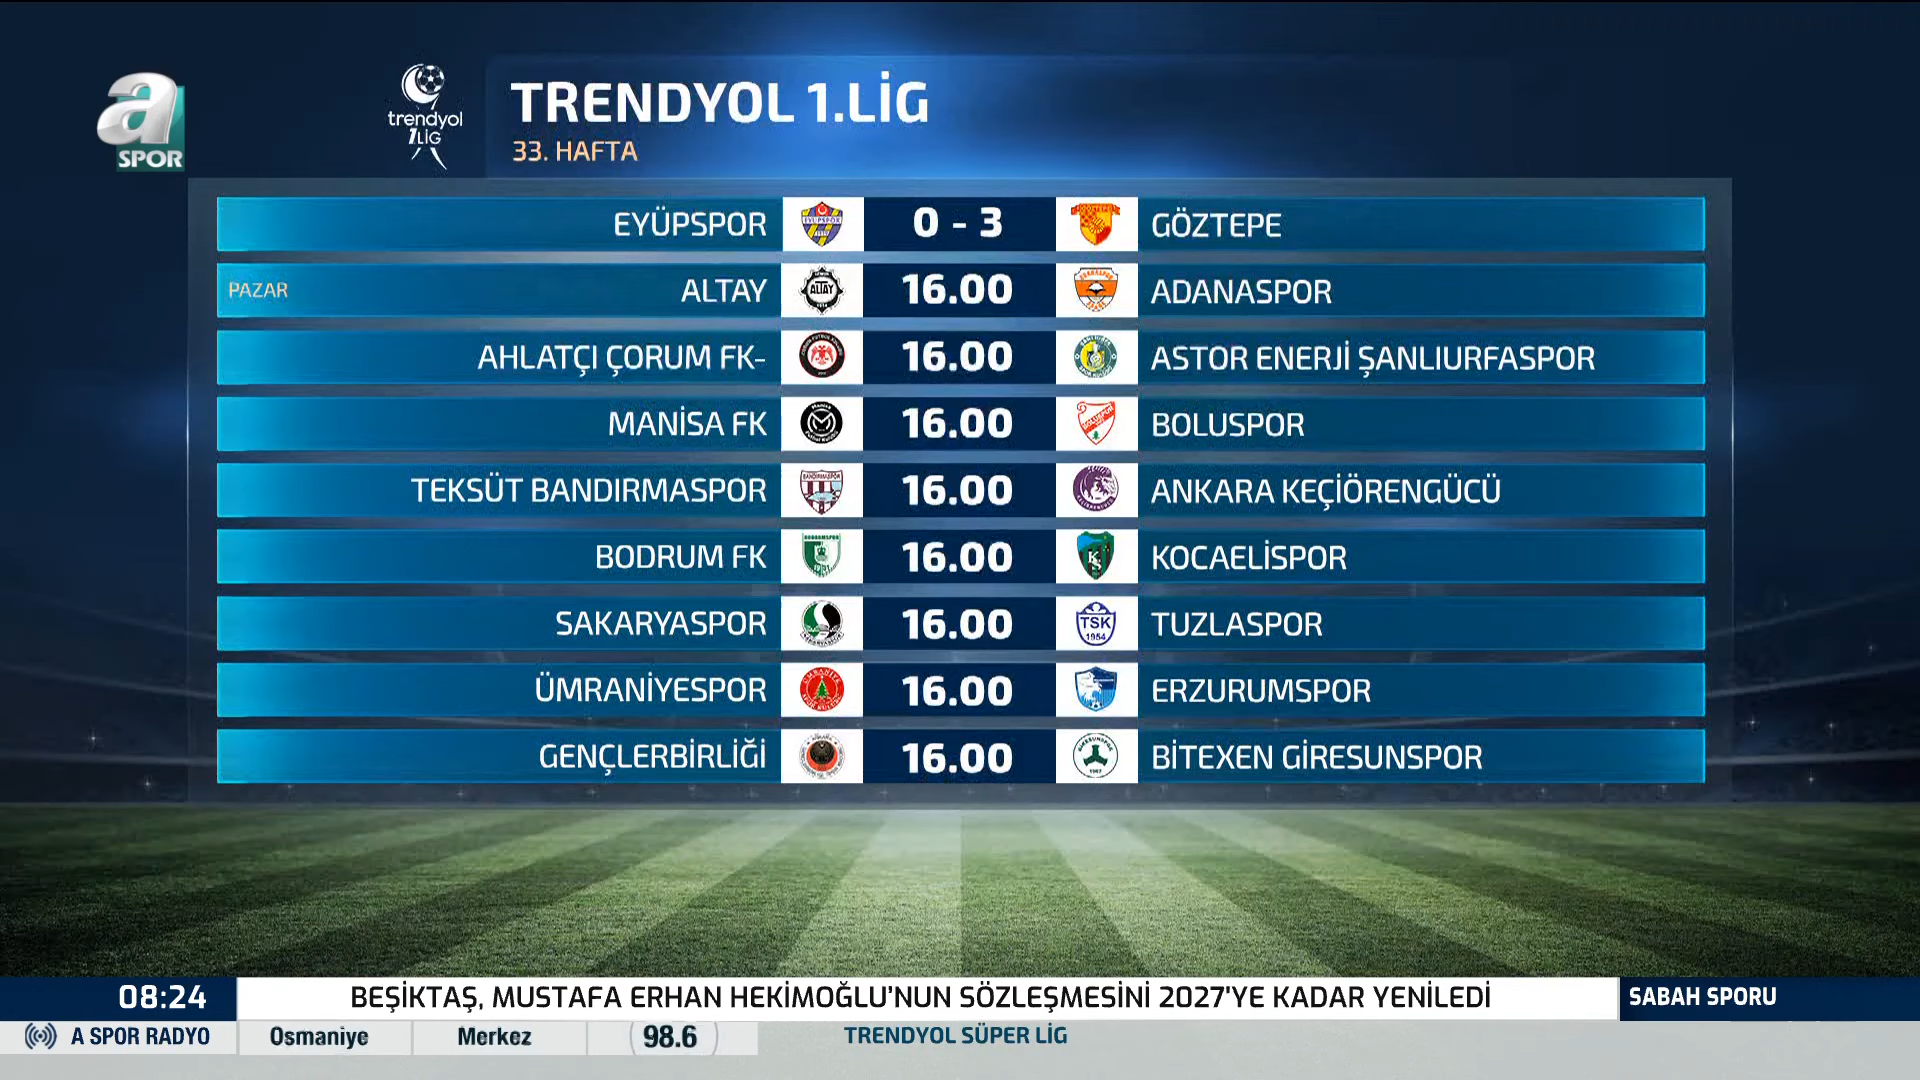 a
SPOR
trendyol
1.LİG
TRENDYOL 1.LİG
33. HAFTA
EYÜPSPOR 0 - 3 GÖZTEPE
PAZAR ALTAY 16.00 ADANASPOR
AHLATÇI ÇORUM FK- 16.00 ASTOR ENERJİ ŞANLIURFASPOR
MANİSA FK 16.00 BOLUSPOR
TEKSÜT BANDIRMASPOR 16.00 ANKARA KEÇİÖRENGÜCÜ
BODRUM FK 16.00 KOCAELİSPOR
SAKARYASPOR 16.00 TSK 1954 TUZLASPOR
ÜMRANİYESPOR 16.00 ERZURUMSPOR
GENÇLERBİRLİĞİ 16.00 BİTEXEN GİRESUNSPOR
08:24 BEŞİKTAŞ, MUSTAFA ERHAN HEKİMOĞLU'NUN SÖZLEŞMESİNİ 2027'YE KADAR YENİLEDİ SABAH SPORU
A SPOR RADYO Osmaniye Merkez 98.6 TRENDYOL SÜPER LİG